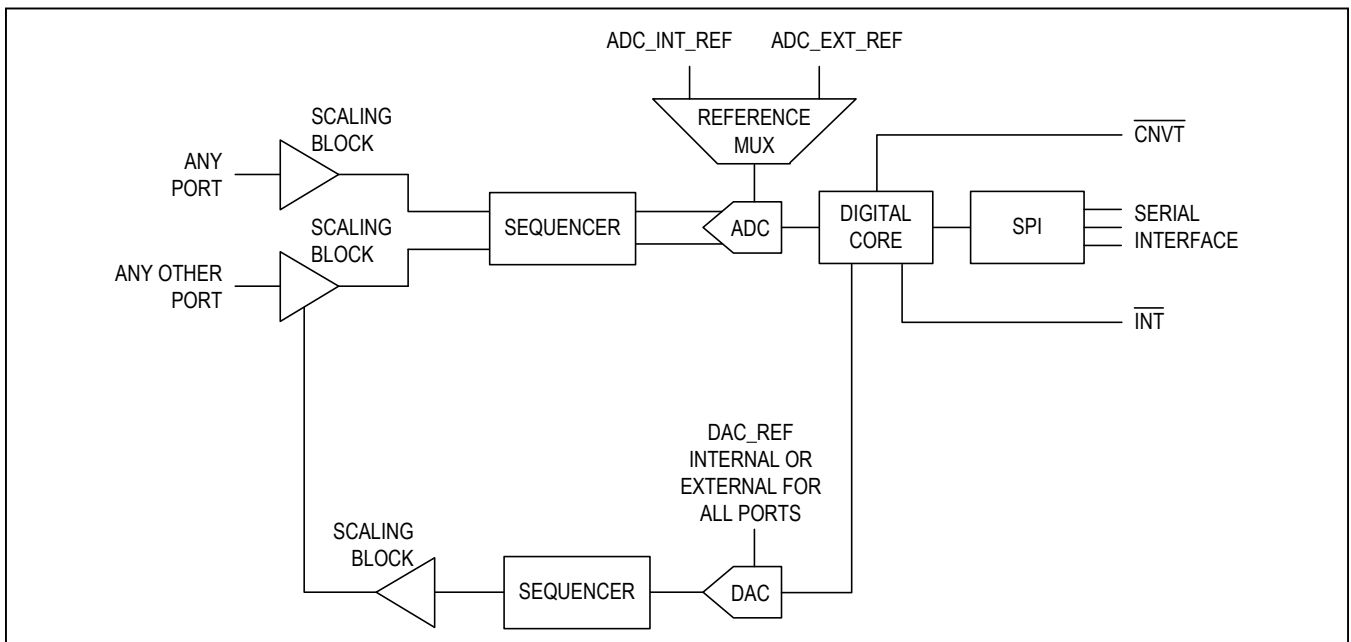 ADC_INT_REF
ADC_EXT_REF
REFERENCE
MUX
SCALING
BLOCK
ANY
PORT
SCALING
BLOCK
ANY OTHER
PORT
SEQUENCER
ADC
DIGITAL
CORE
SPI
CNVT
SERIAL
INTERFACE
INT
DAC_REF
INTERNAL OR
EXTERNAL FOR
ALL PORTS
SCALING
BLOCK
SEQUENCER
DAC